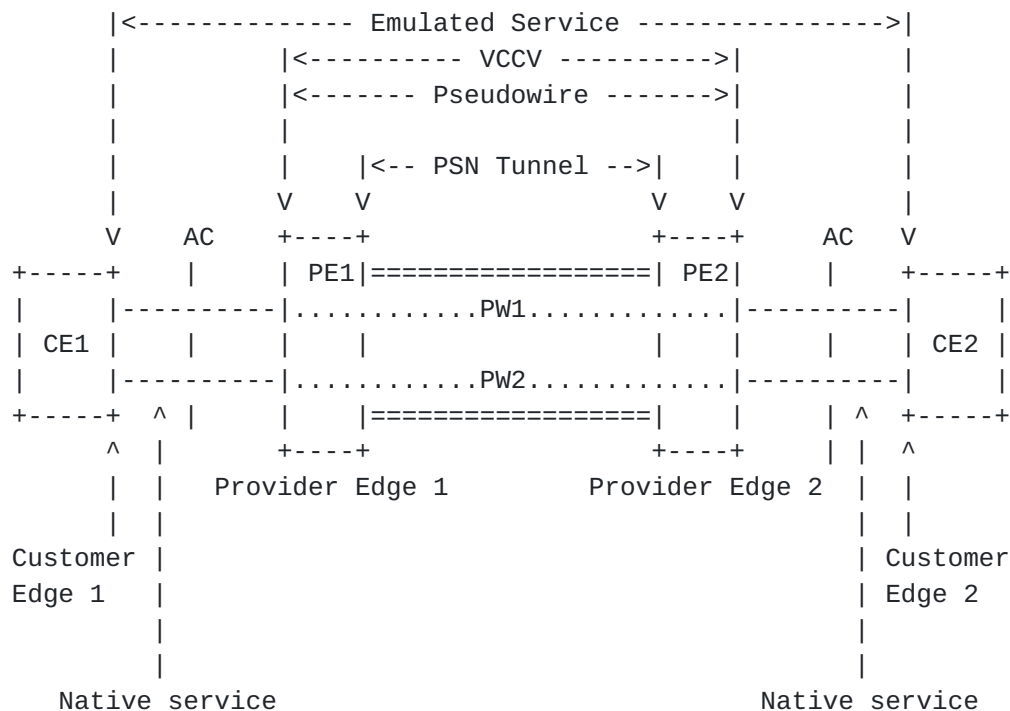 |<-------------- Emulated Service ---------------->|
|          |<---------- VCCV ---------->|          |
|          |<------- Pseudowire ------->|          |
|          |                            |          |
|          |    |<-- PSN Tunnel -->|    |          |
|          V    V                  V    V          |
V    AC    +----+                  +----+     AC   V
+-----+    |     | PE1|==================| PE2|     |    +-----+
|     |----------|............PW1.............|----------|     |
| CE1 |    |     |    |                  |    |     |    | CE2 |
|     |----------|............PW2.............|----------|     |
+-----+  ^ |     |    |==================|    |     | ^  +-----+
^  |       +----+                  +----+     | |  ^
|  |   Provider Edge 1         Provider Edge 2  |  |
|  |                                            |  |
Customer |                                            | Customer
Edge 1   |                                            | Edge 2
|                                            |
|                                            |
Native service                               Native service